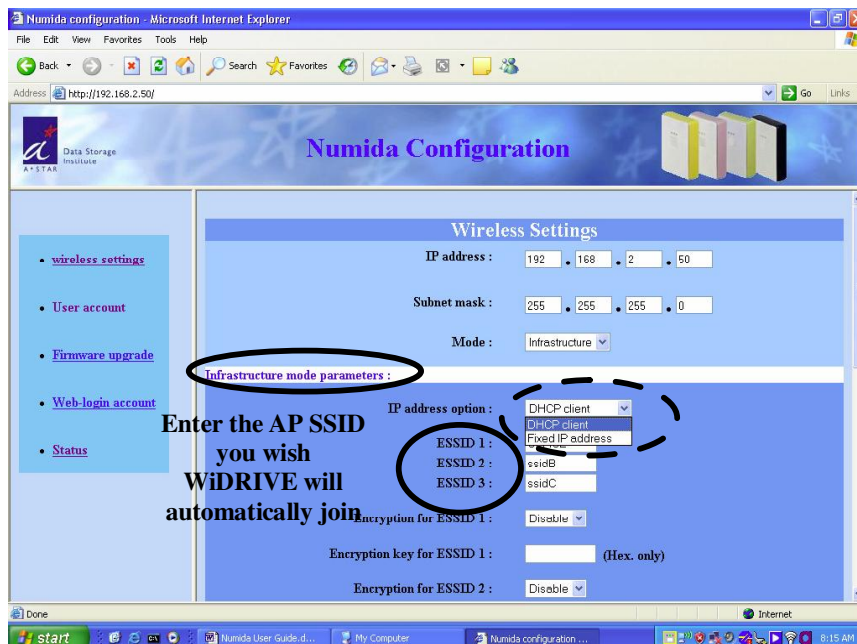 Numida configuration - Microsoft Internet Explorer
File Edit View Favorites Tools Help
Back Search Favorites
Address http://192.168.2.50/ Go Links
Data Storage
Institute
A*STAR
Numida Configuration
wireless settings
User account
Firmware upgrade
Web-login account
Status
Wireless Settings
IP address : 192 . 168 . 2 . 50
Subnet mask : 255 . 255 . 255 . 0
Mode : Infrastructure
Infrastructure mode parameters :
IP address option : DHCP client
DHCP client
Fixed IP address
Enter the AP SSID
you wish
WiDRIVE will
automatically join
ESSID 1 :
ESSID 2 : ssidB
ESSID 3 : ssidC
Encryption for ESSID 1 : Disable
Encryption key for ESSID 1 : (Hex. only)
Encryption for ESSID 2 : Disable
Done Internet
start Numida User Guide.d... My Computer Numida configuration ... 8:15 AM